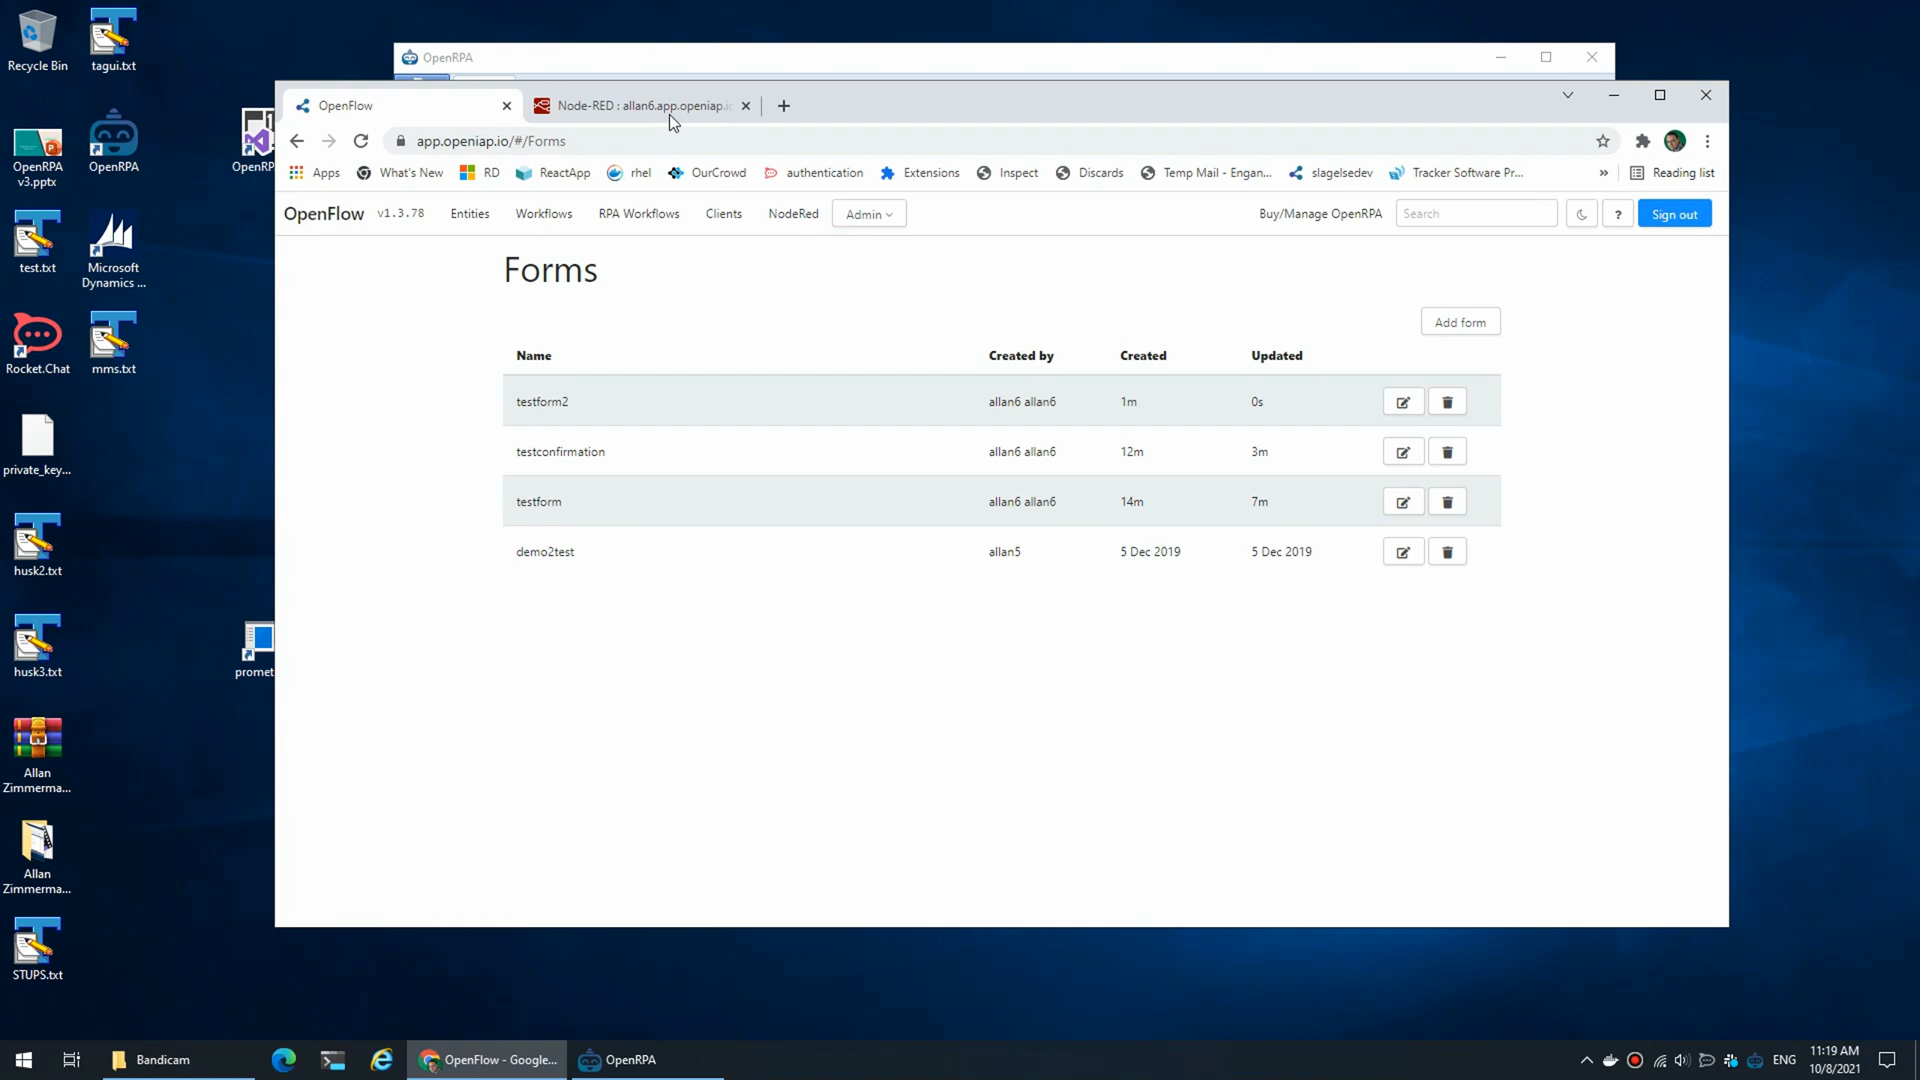 Recycle Bin
tagui.txt
OpenRPA
v3.pptx
OpenRPA
OpenRP
test.txt
Microsoft
Dynamics ...
Rocket.Chat
mms.txt
private_key...
husk2.txt
husk3.txt
promet
Allan
Zimmerma...
Allan
Zimmerma...
STUPS.txt
OpenRPA
OpenFlow
Node-RED : allan6.app.openiap.i
app.openiap.io/#/Forms
Apps What's New RD ReactApp rhel OurCrowd authentication Extensions Inspect Discards Temp Mail - Engan... slagelsedev Tracker Software Pr... » Reading list
OpenFlow v1.3.78 Entities Workflows RPA Workflows Clients NodeRed Admin Buy/Manage OpenRPA Search ? Sign out
Forms
Add form
Name Created by Created Updated
testform2 allan6 allan6 1m 0s
testconfirmation allan6 allan6 12m 3m
testform allan6 allan6 14m 7m
demo2test allan5 5 Dec 2019 5 Dec 2019
Bandicam
OpenFlow - Google...
OpenRPA
ENG
11:19 AM
10/8/2021